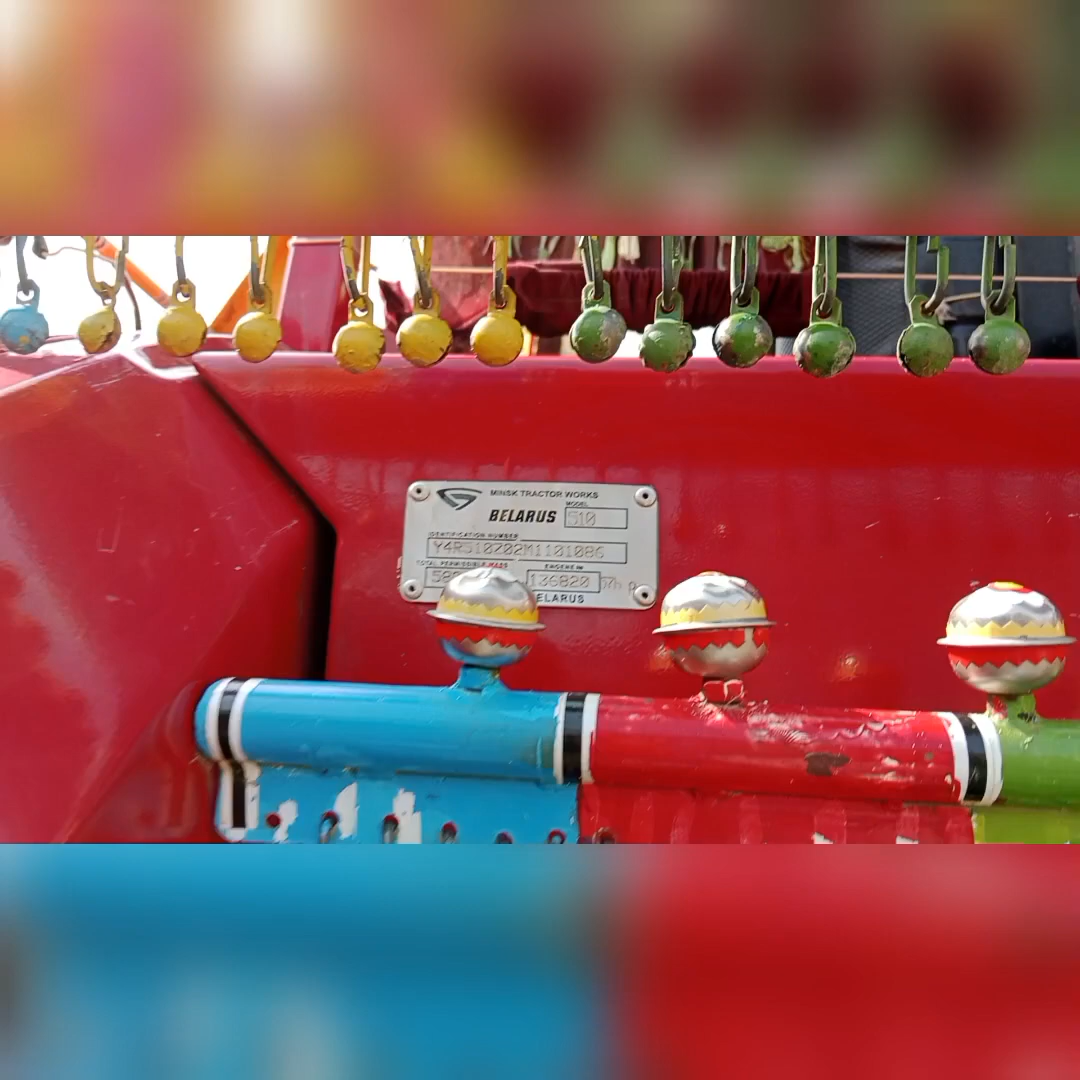 MINSK TRACTOR WORKS
MODEL
BELARUS 510
IDENTIFICATION NUMBER
Y4R510Z02M1101086
TOTAL PERMISSIBLE MASS ENGINE №
136820
BELARUS